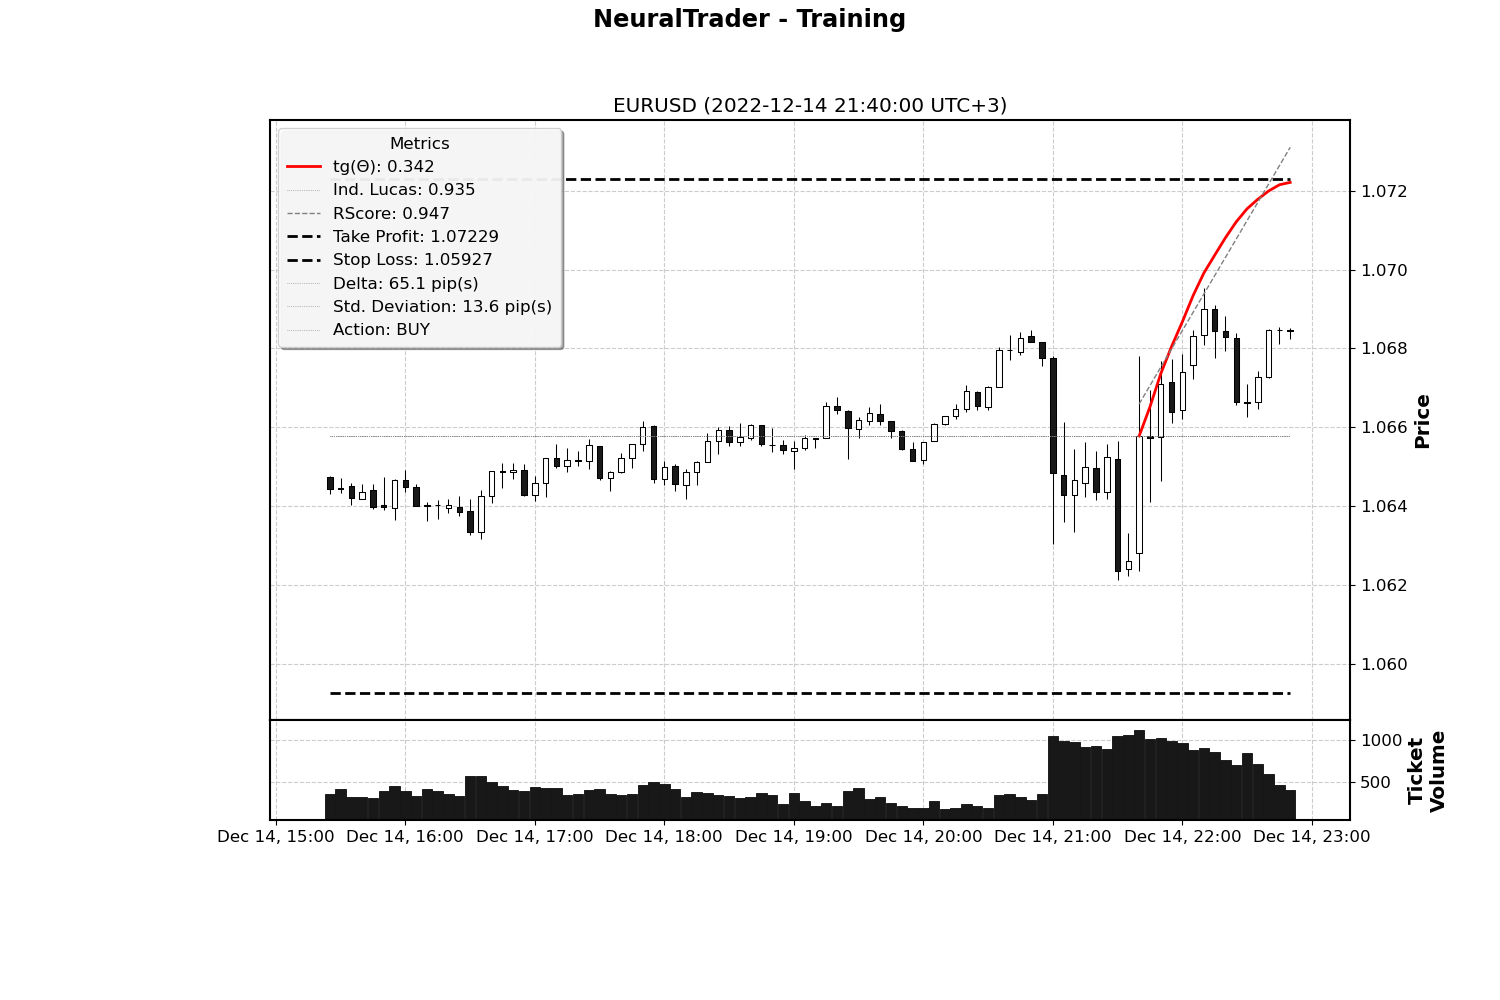 NeuralTrader - Training
EURUSD (2022-12-14 21:40:00 UTC+3)
Metrics
tg(Θ): 0.342
Ind. Lucas: 0.935
RScore: 0.947
Take Profit: 1.07229
Stop Loss: 1.05927
Delta: 65.1 pip(s)
Std. Deviation: 13.6 pip(s)
Action: BUY
1.072
1.070
1.068
1.066
1.064
1.062
1.060
Price
1000
500
Ticket
Volume
Dec 14, 15:00
Dec 14, 16:00
Dec 14, 17:00
Dec 14, 18:00
Dec 14, 19:00
Dec 14, 20:00
Dec 14, 21:00
Dec 14, 22:00
Dec 14, 23:00